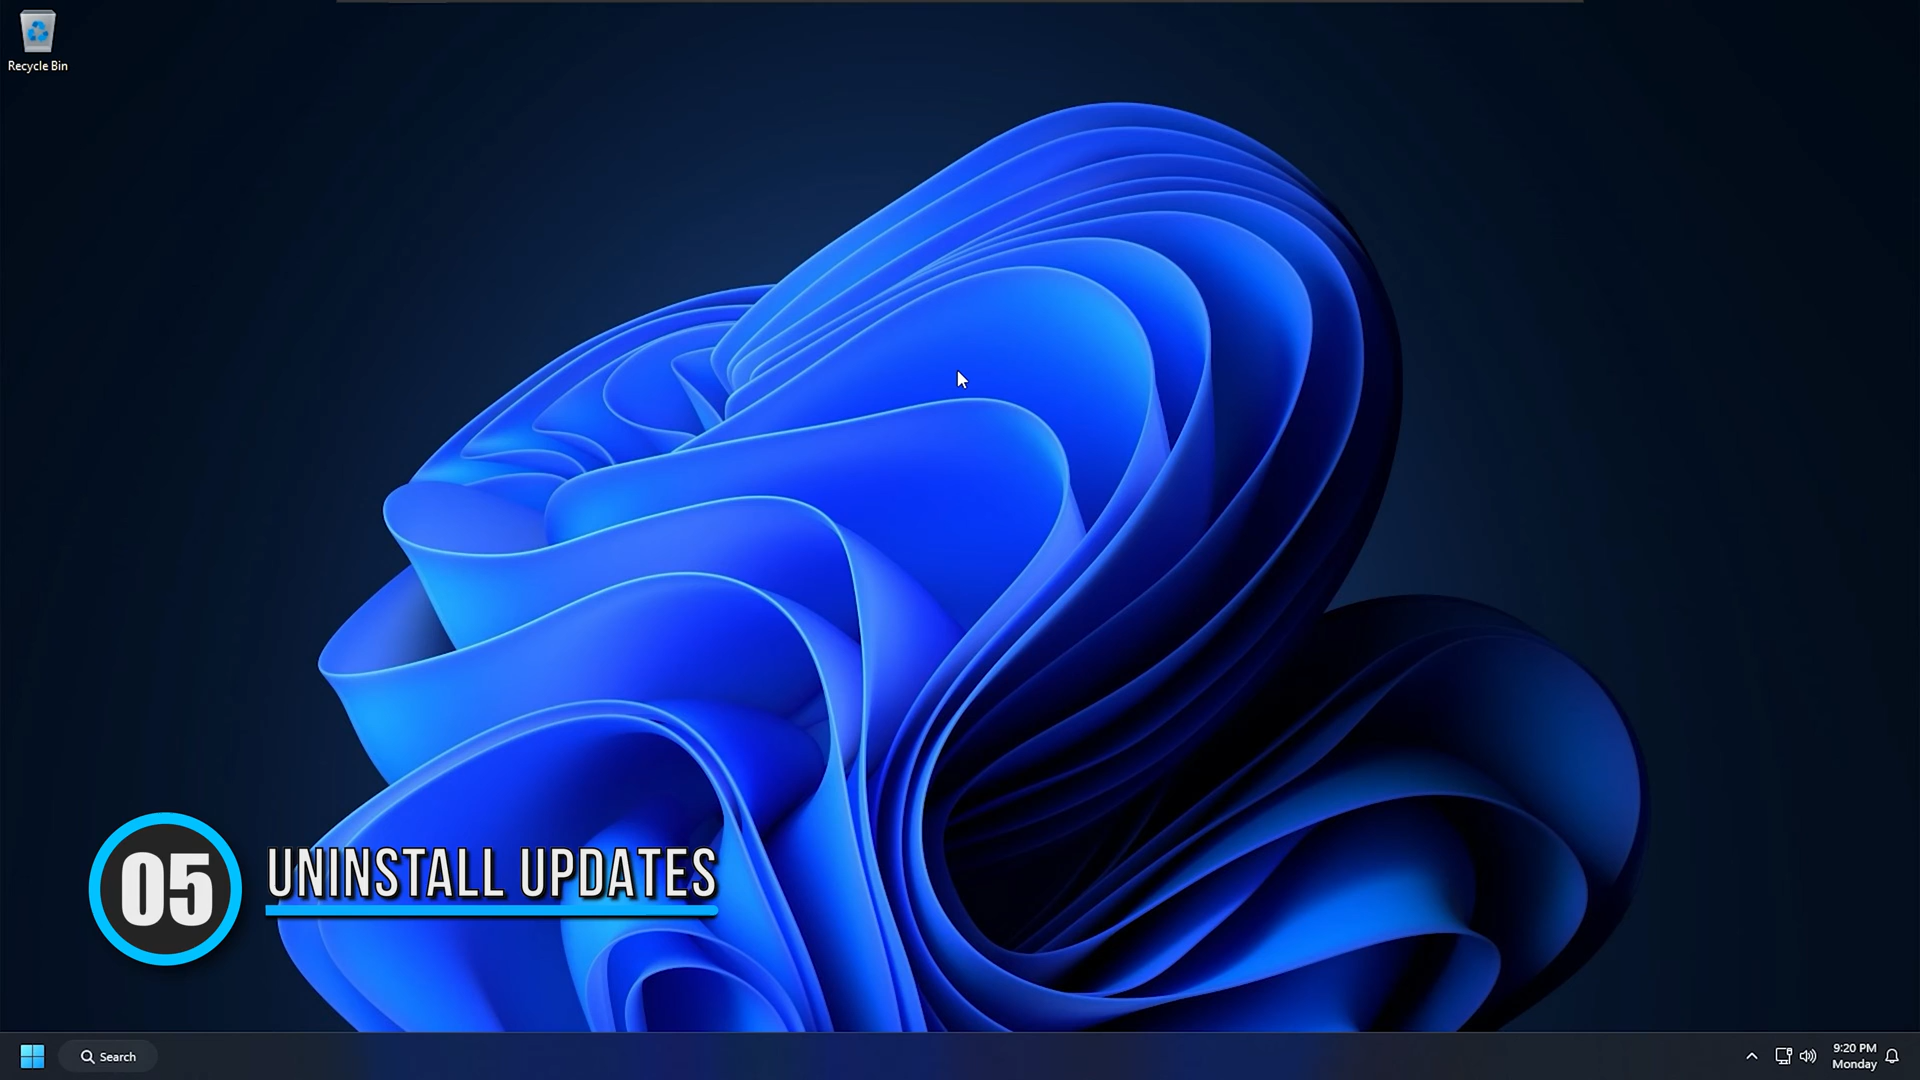 Recycle Bin
05
UNINSTALL UPDATES
Search
9:20 PM
Monday